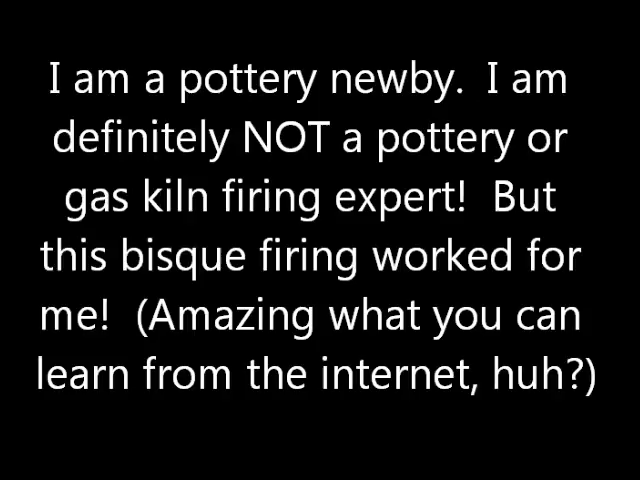 I am a pottery newby.  I am
definitely NOT a pottery or
gas kiln firing expert!  But
this bisque firing worked for
me!  (Amazing what you can
learn from the internet, huh?)